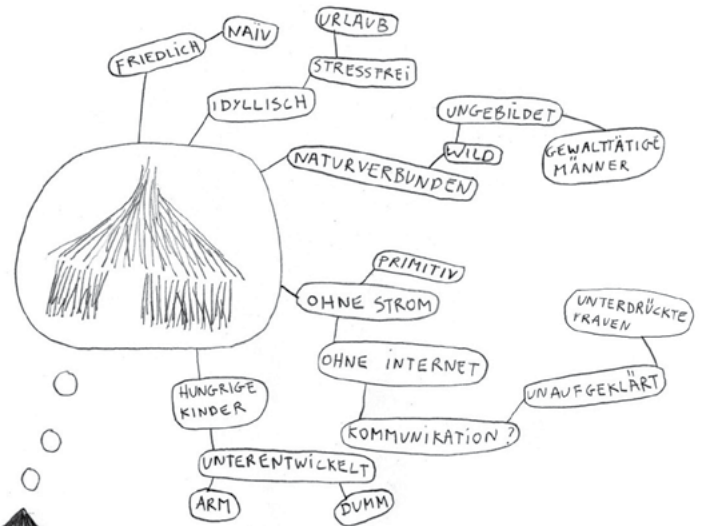 URLAUB
NAÏV
FRIEDLICH
STRESSFREI
IDYLLISCH
UNGEBILDET
GEWALTTÄTIGE
MÄNNER
WILD
NATURVERBUNDEN
PRIMITIV
OHNE STROM
UNTERDRÜCKTE
FRAUEN
OHNE INTERNET
UNAUFGEKLÄRT
HUNGRIGE
KINDER
KOMMUNIKATION?
UNTERENTWICKELT
ARM
DUMM